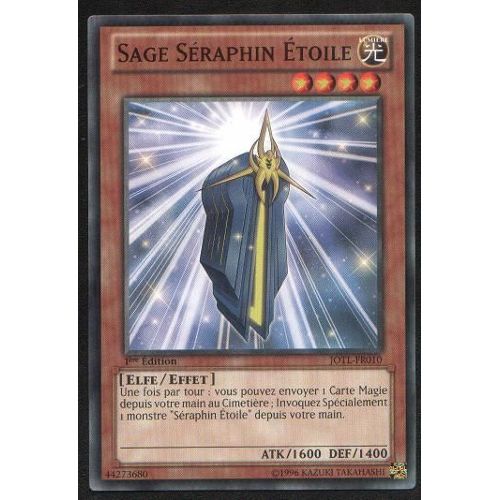 SAGE SÉRAPHIN ÉTOILE
LUMIÈRE
光
1ère Édition
JOTL-FR010
[ELFE/EFFET]
Une fois par tour : vous pouvez envoyer 1 Carte Magie
depuis votre main au Cimetière ; Invoquez Spécialement
1 monstre "Séraphin Étoile" depuis votre main.
ATK/1600 DEF/1400
44273680
©1996 KAZUKI TAKAHASHI